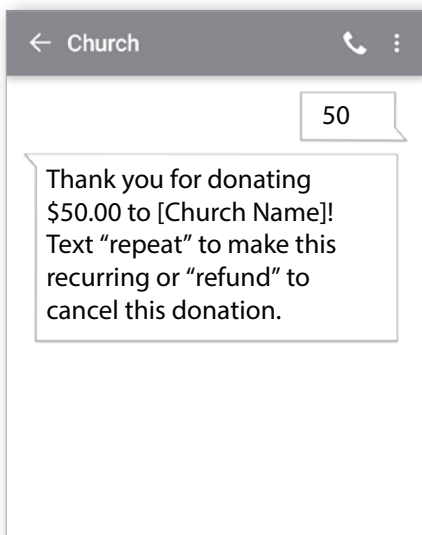 Church
50
Thank you for donating
$50.00 to [Church Name]!
Text “repeat” to make this
recurring or “refund” to
cancel this donation.